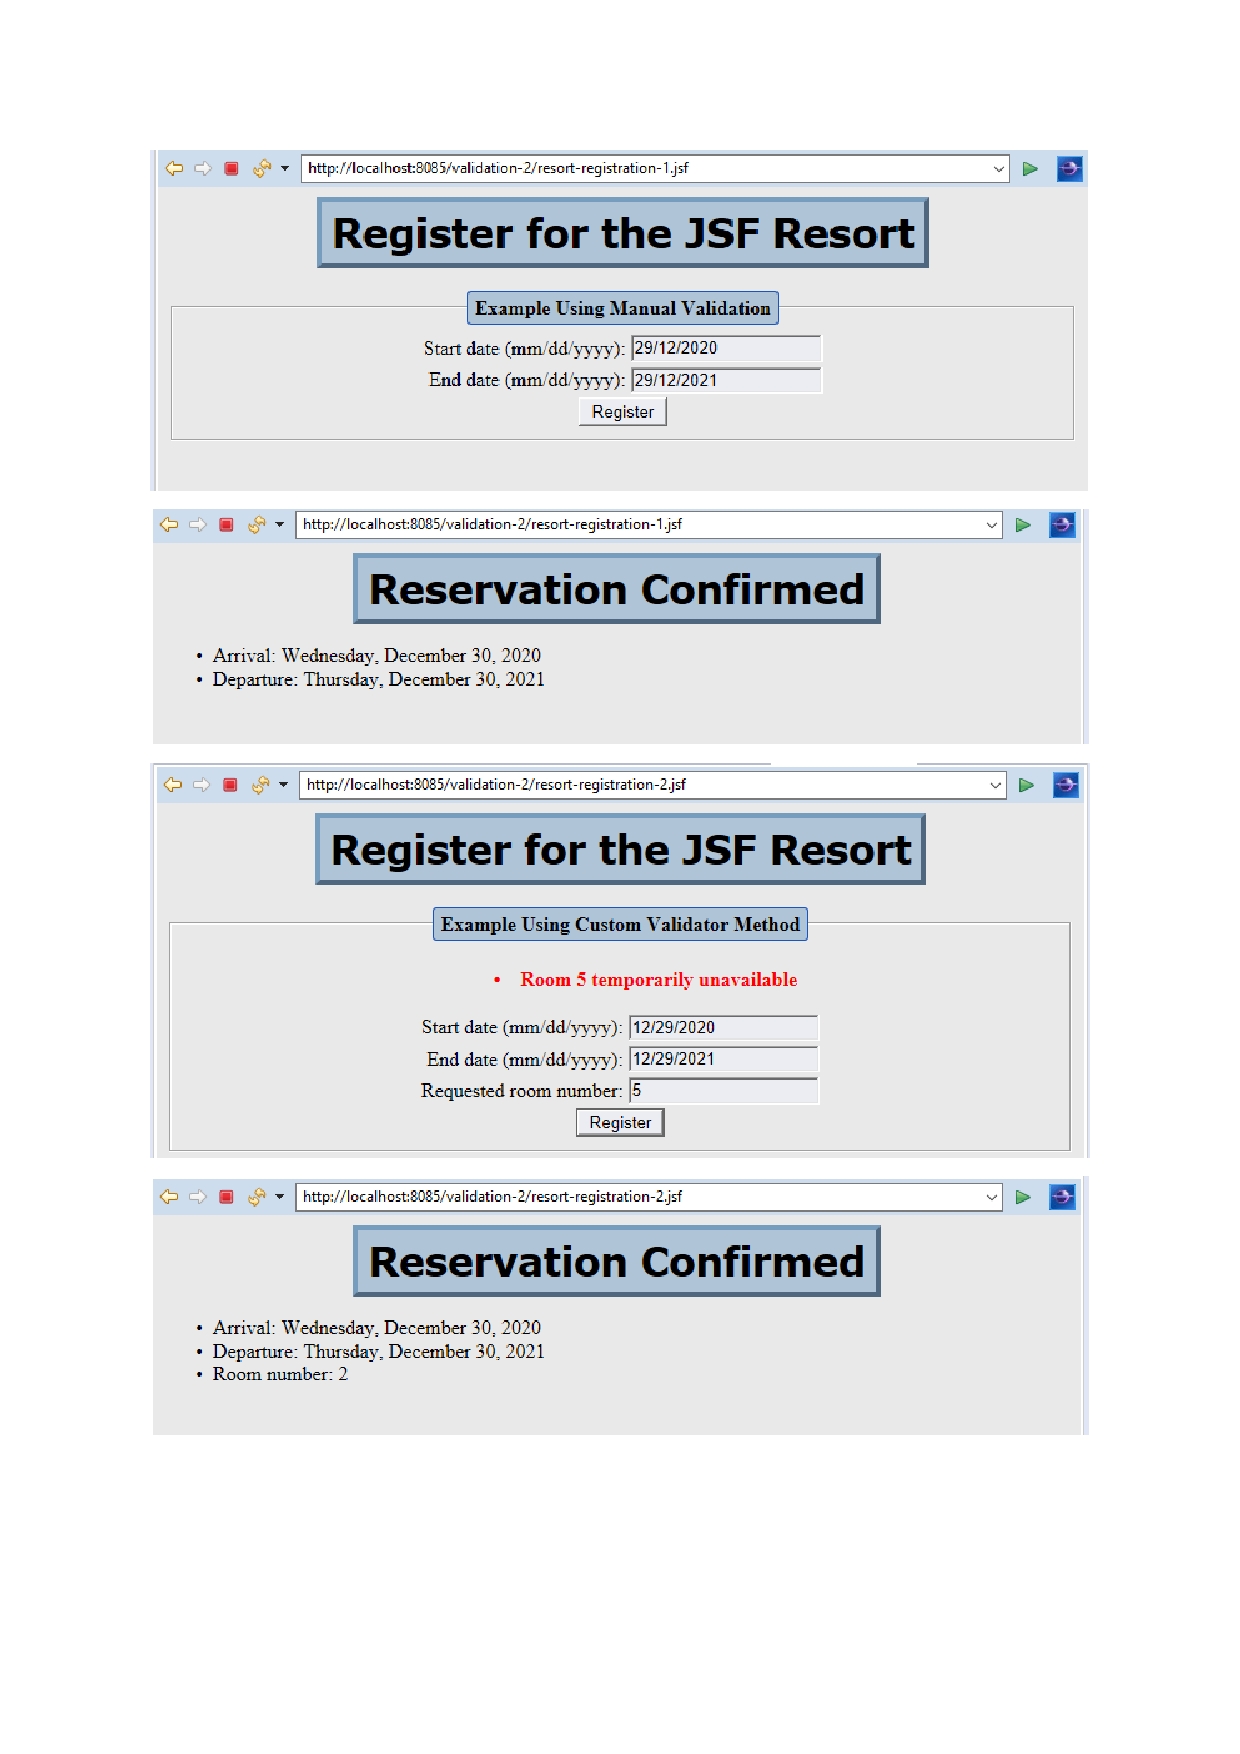 http://localhost:8085/validation-2/resort-registration-1.jsf
Register for the JSF Resort
Example Using Manual Validation
Start date (mm/dd/yyyy): 29/12/2020
End date (mm/dd/yyyy): 29/12/2021
Register
http://localhost:8085/validation-2/resort-registration-1.jsf
Reservation Confirmed
• Arrival: Wednesday, December 30, 2020
• Departure: Thursday, December 30, 2021
http://localhost:8085/validation-2/resort-registration-2.jsf
Register for the JSF Resort
Example Using Custom Validator Method
• Room 5 temporarily unavailable
Start date (mm/dd/yyyy): 12/29/2020
End date (mm/dd/yyyy): 12/29/2021
Requested room number: 5
Register
http://localhost:8085/validation-2/resort-registration-2.jsf
Reservation Confirmed
• Arrival: Wednesday, December 30, 2020
• Departure: Thursday, December 30, 2021
• Room number: 2